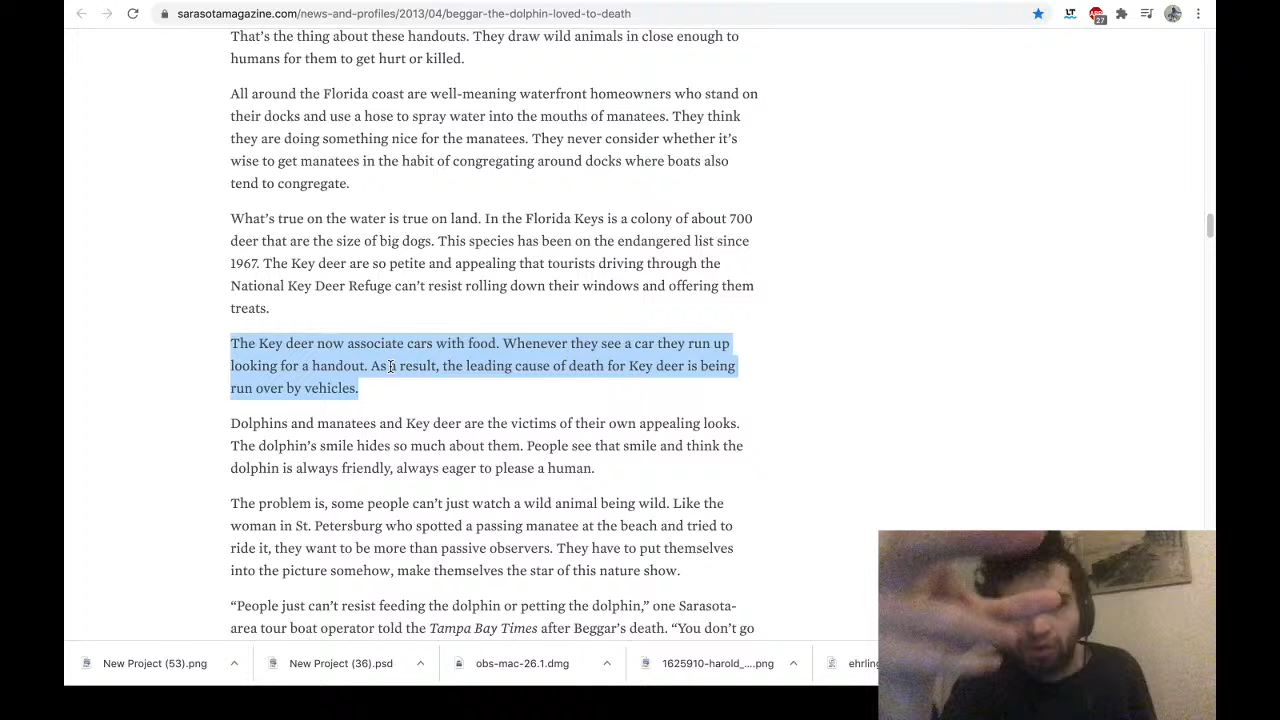 sarasotamagazine.com/news-and-profiles/2013/04/beggar-the-dolphin-loved-to-death
27
That’s the thing about these handouts. They draw wild animals in close enough to
humans for them to get hurt or killed.
All around the Florida coast are well-meaning waterfront homeowners who stand on
their docks and use a hose to spray water into the mouths of manatees. They think
they are doing something nice for the manatees. They never consider whether it’s
wise to get manatees in the habit of congregating around docks where boats also
tend to congregate.
What’s true on the water is true on land. In the Florida Keys is a colony of about 700
deer that are the size of big dogs. This species has been on the endangered list since
1967. The Key deer are so petite and appealing that tourists driving through the
National Key Deer Refuge can’t resist rolling down their windows and offering them
treats.
The Key deer now associate cars with food. Whenever they see a car they run up
looking for a handout. As a result, the leading cause of death for Key deer is being
run over by vehicles.
Dolphins and manatees and Key deer are the victims of their own appealing looks.
The dolphin’s smile hides so much about them. People see that smile and think the
dolphin is always friendly, always eager to please a human.
The problem is, some people can’t just watch a wild animal being wild. Like the
woman in St. Petersburg who spotted a passing manatee at the beach and tried to
ride it, they want to be more than passive observers. They have to put themselves
into the picture somehow, make themselves the star of this nature show.
“People just can’t resist feeding the dolphin or petting the dolphin,” one Sarasota-
area tour boat operator told the Tampa Bay Times after Beggar’s death. “You don’t go
New Project (53).png New Project (36).psd obs-mac-26.1.dmg 1625910-harold_....png ehrling